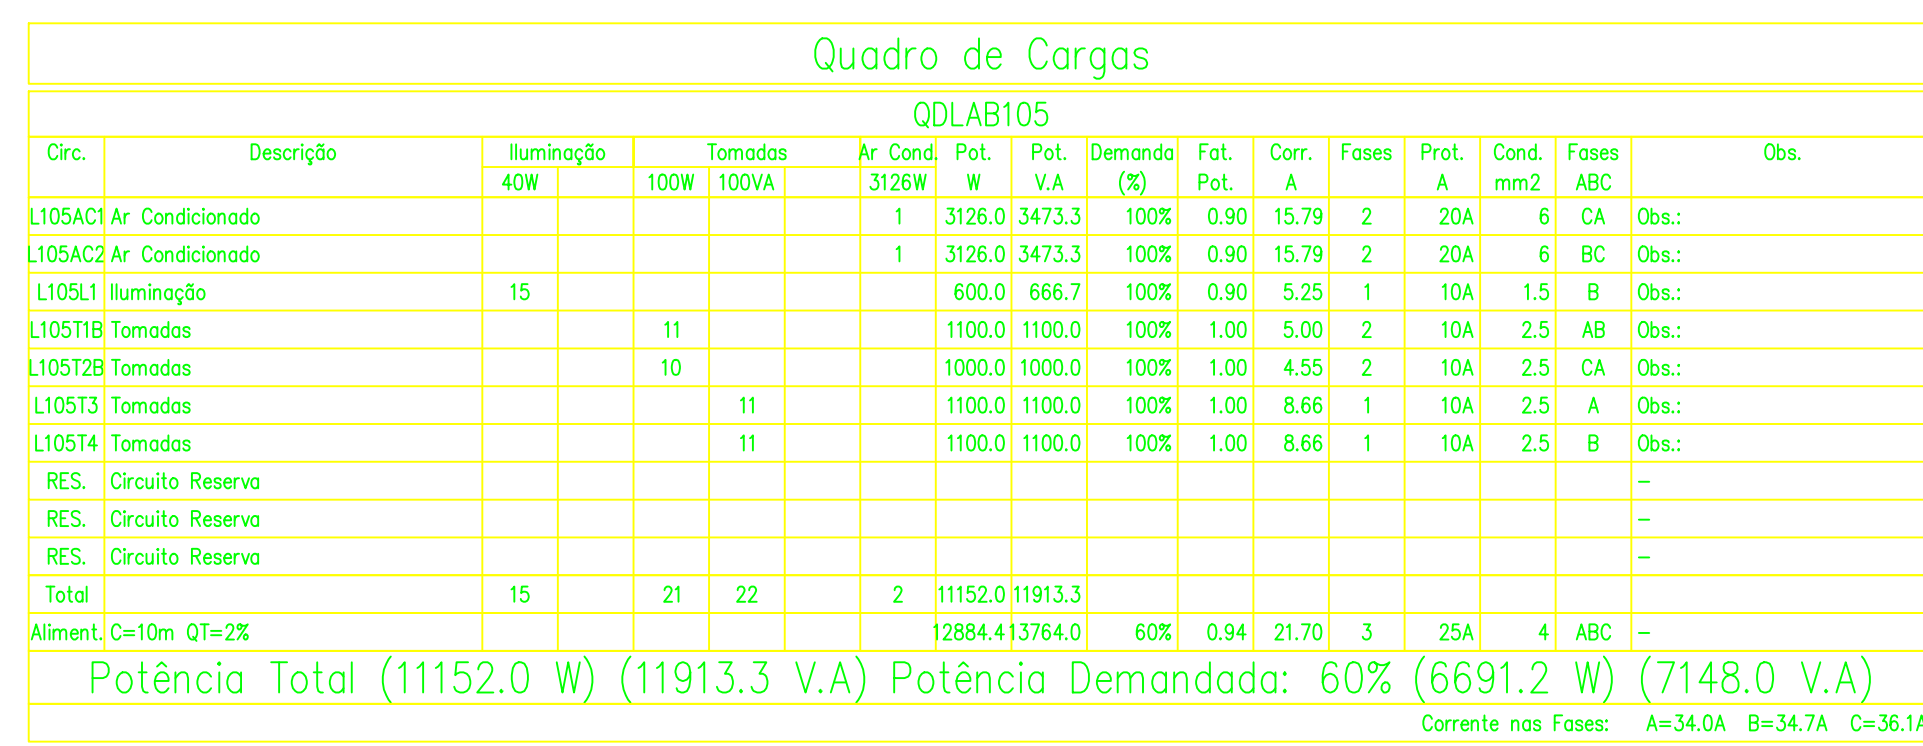 Quadro de Cargas
QDLAB105
Circ. Descrição Iluminação Tomadas Ar Cond. Pot. Pot. Demanda Fat. Corr. Fases Prot. Cond. Fases Obs.
40W 100W 100VA 3126W W V.A (%) Pot. A A mm2 ABC
L105AC1 Ar Condicionado 1 3126.0 3473.3 100% 0.90 15.79 2 20A 6 CA Obs.:
L105AC2 Ar Condicionado 1 3126.0 3473.3 100% 0.90 15.79 2 20A 6 BC Obs.:
L105L1 Iluminação 15 600.0 666.7 100% 0.90 5.25 1 10A 1.5 B Obs.:
L105T1B Tomadas 11 1100.0 1100.0 100% 1.00 5.00 2 10A 2.5 AB Obs.:
L105T2B Tomadas 10 1000.0 1000.0 100% 1.00 4.55 2 10A 2.5 CA Obs.:
L105T3 Tomadas 11 1100.0 1100.0 100% 1.00 8.66 1 10A 2.5 A Obs.:
L105T4 Tomadas 11 1100.0 1100.0 100% 1.00 8.66 1 10A 2.5 B Obs.:
RES. Circuito Reserva -
RES. Circuito Reserva -
RES. Circuito Reserva -
Total 15 21 22 2 11152.0 11913.3
Aliment. C=10m QT=2% 12884.4 13764.0 60% 0.94 21.70 3 25A 4 ABC -
Potência Total (11152.0 W) (11913.3 V.A) Potência Demandada: 60% (6691.2 W) (7148.0 V.A)
Corrente nas Fases: A=34.0A B=34.7A C=36.1A